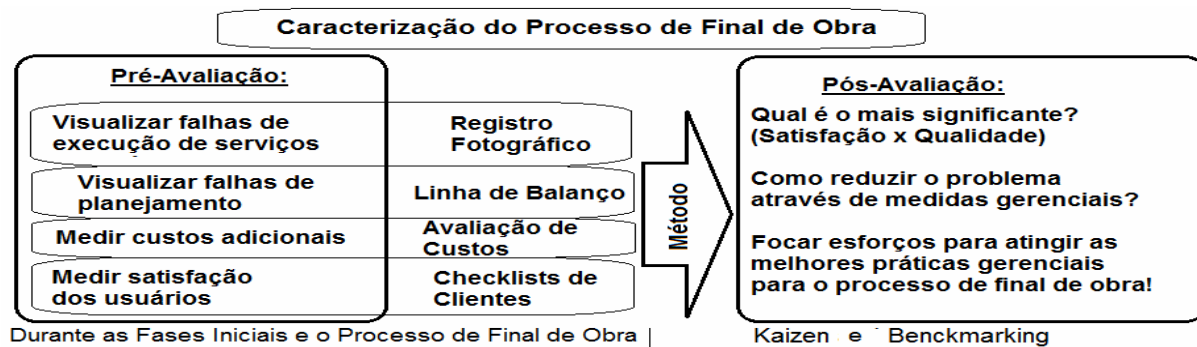 Caracterização do Processo de Final de Obra
Pré-Avaliação:
Visualizar falhas de
execução de serviços
Registro
Fotográfico
Visualizar falhas de
planejamento
Linha de Balanço
Medir custos adicionais
Avaliação de
Custos
Medir satisfação
dos usuários
Checklists de
Clientes
Método
Pós-Avaliação:
Qual é o mais significante?
(Satisfação x Qualidade)
Como reduzir o problema
através de medidas gerenciais?
Focar esforços para atingir as
melhores práticas gerenciais
para o processo de final de obra!
Durante as Fases Iniciais e o Processo de Final de Obra |
Kaizen e Benckmarking